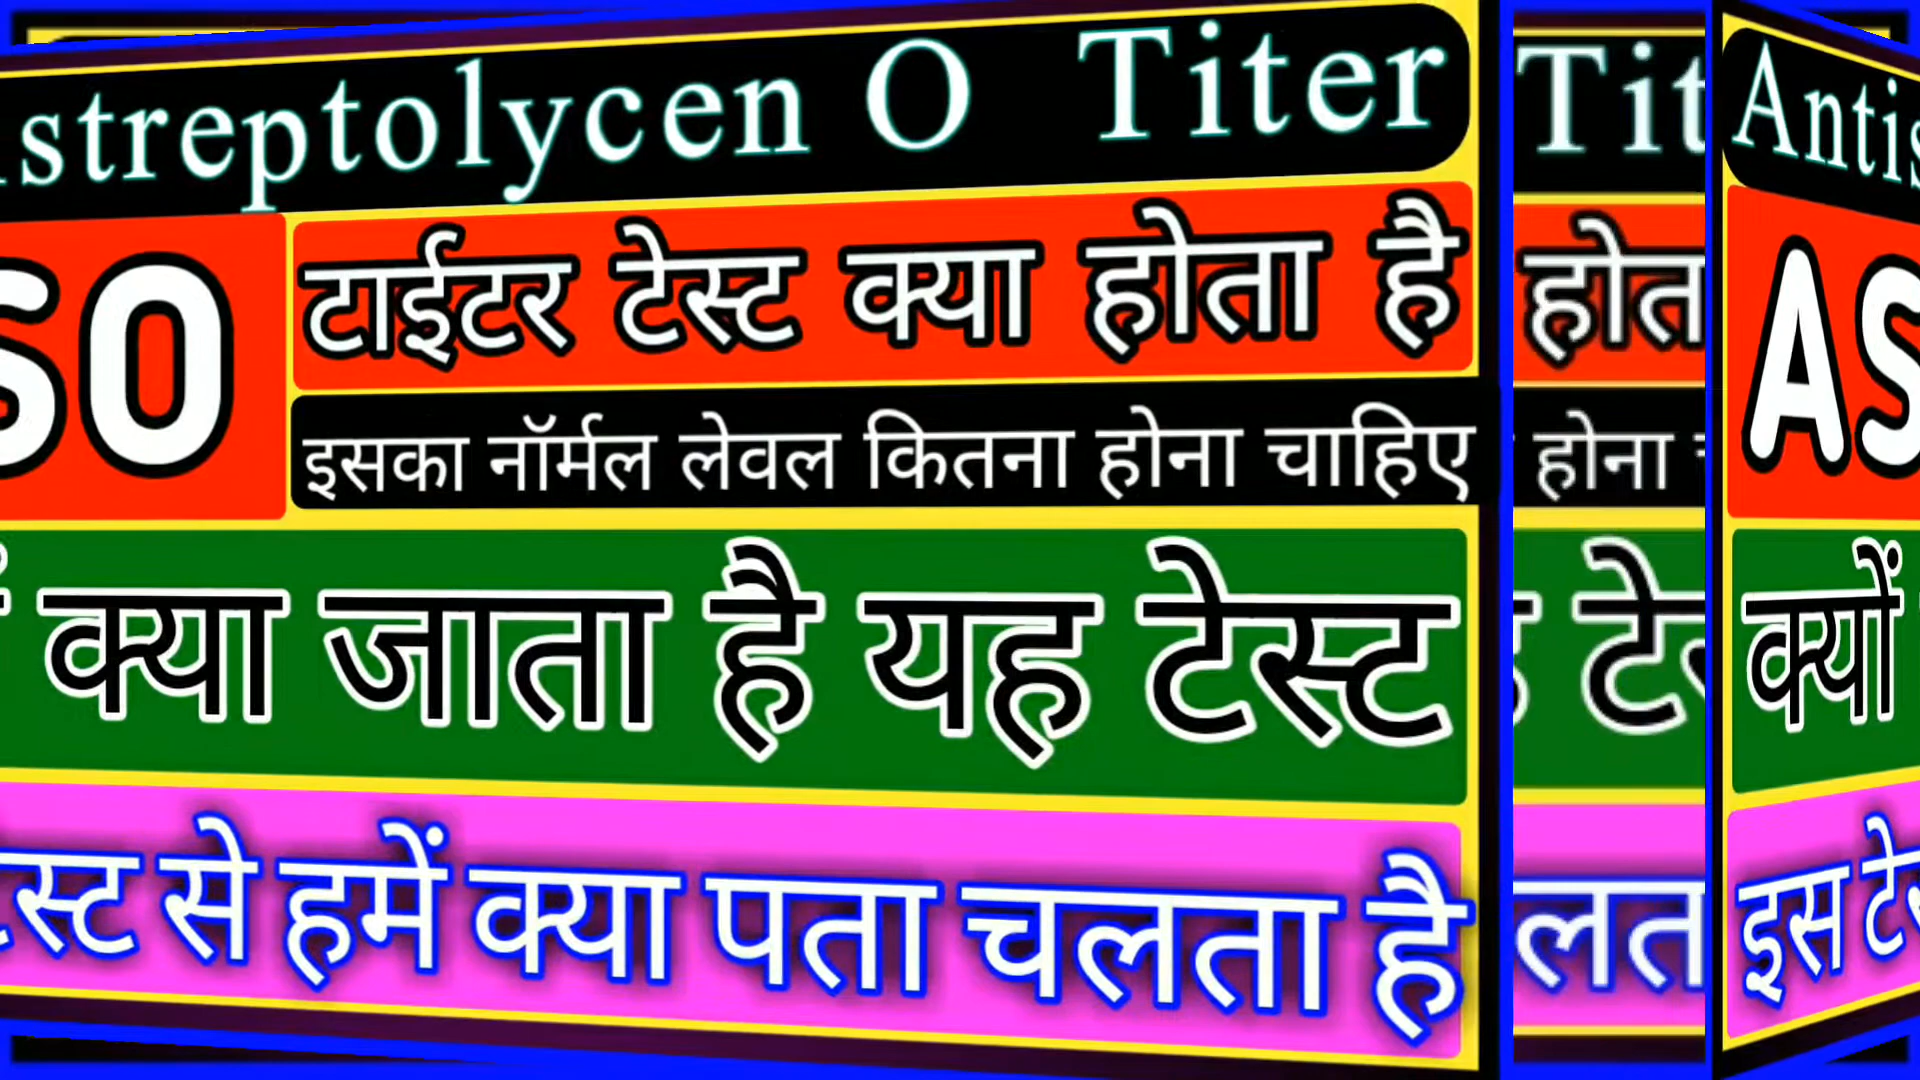 streptolycen O Titer
SO
टाईटर टेस्ट क्या होता है
इसका नॉर्मल लेवल कितना होना चाहिए
क्या जाता है यह टेस्ट
से हमें क्या पता चलता है
Tit
होत
होना
टे
लता
Antis
AS
क्यों
इस टे